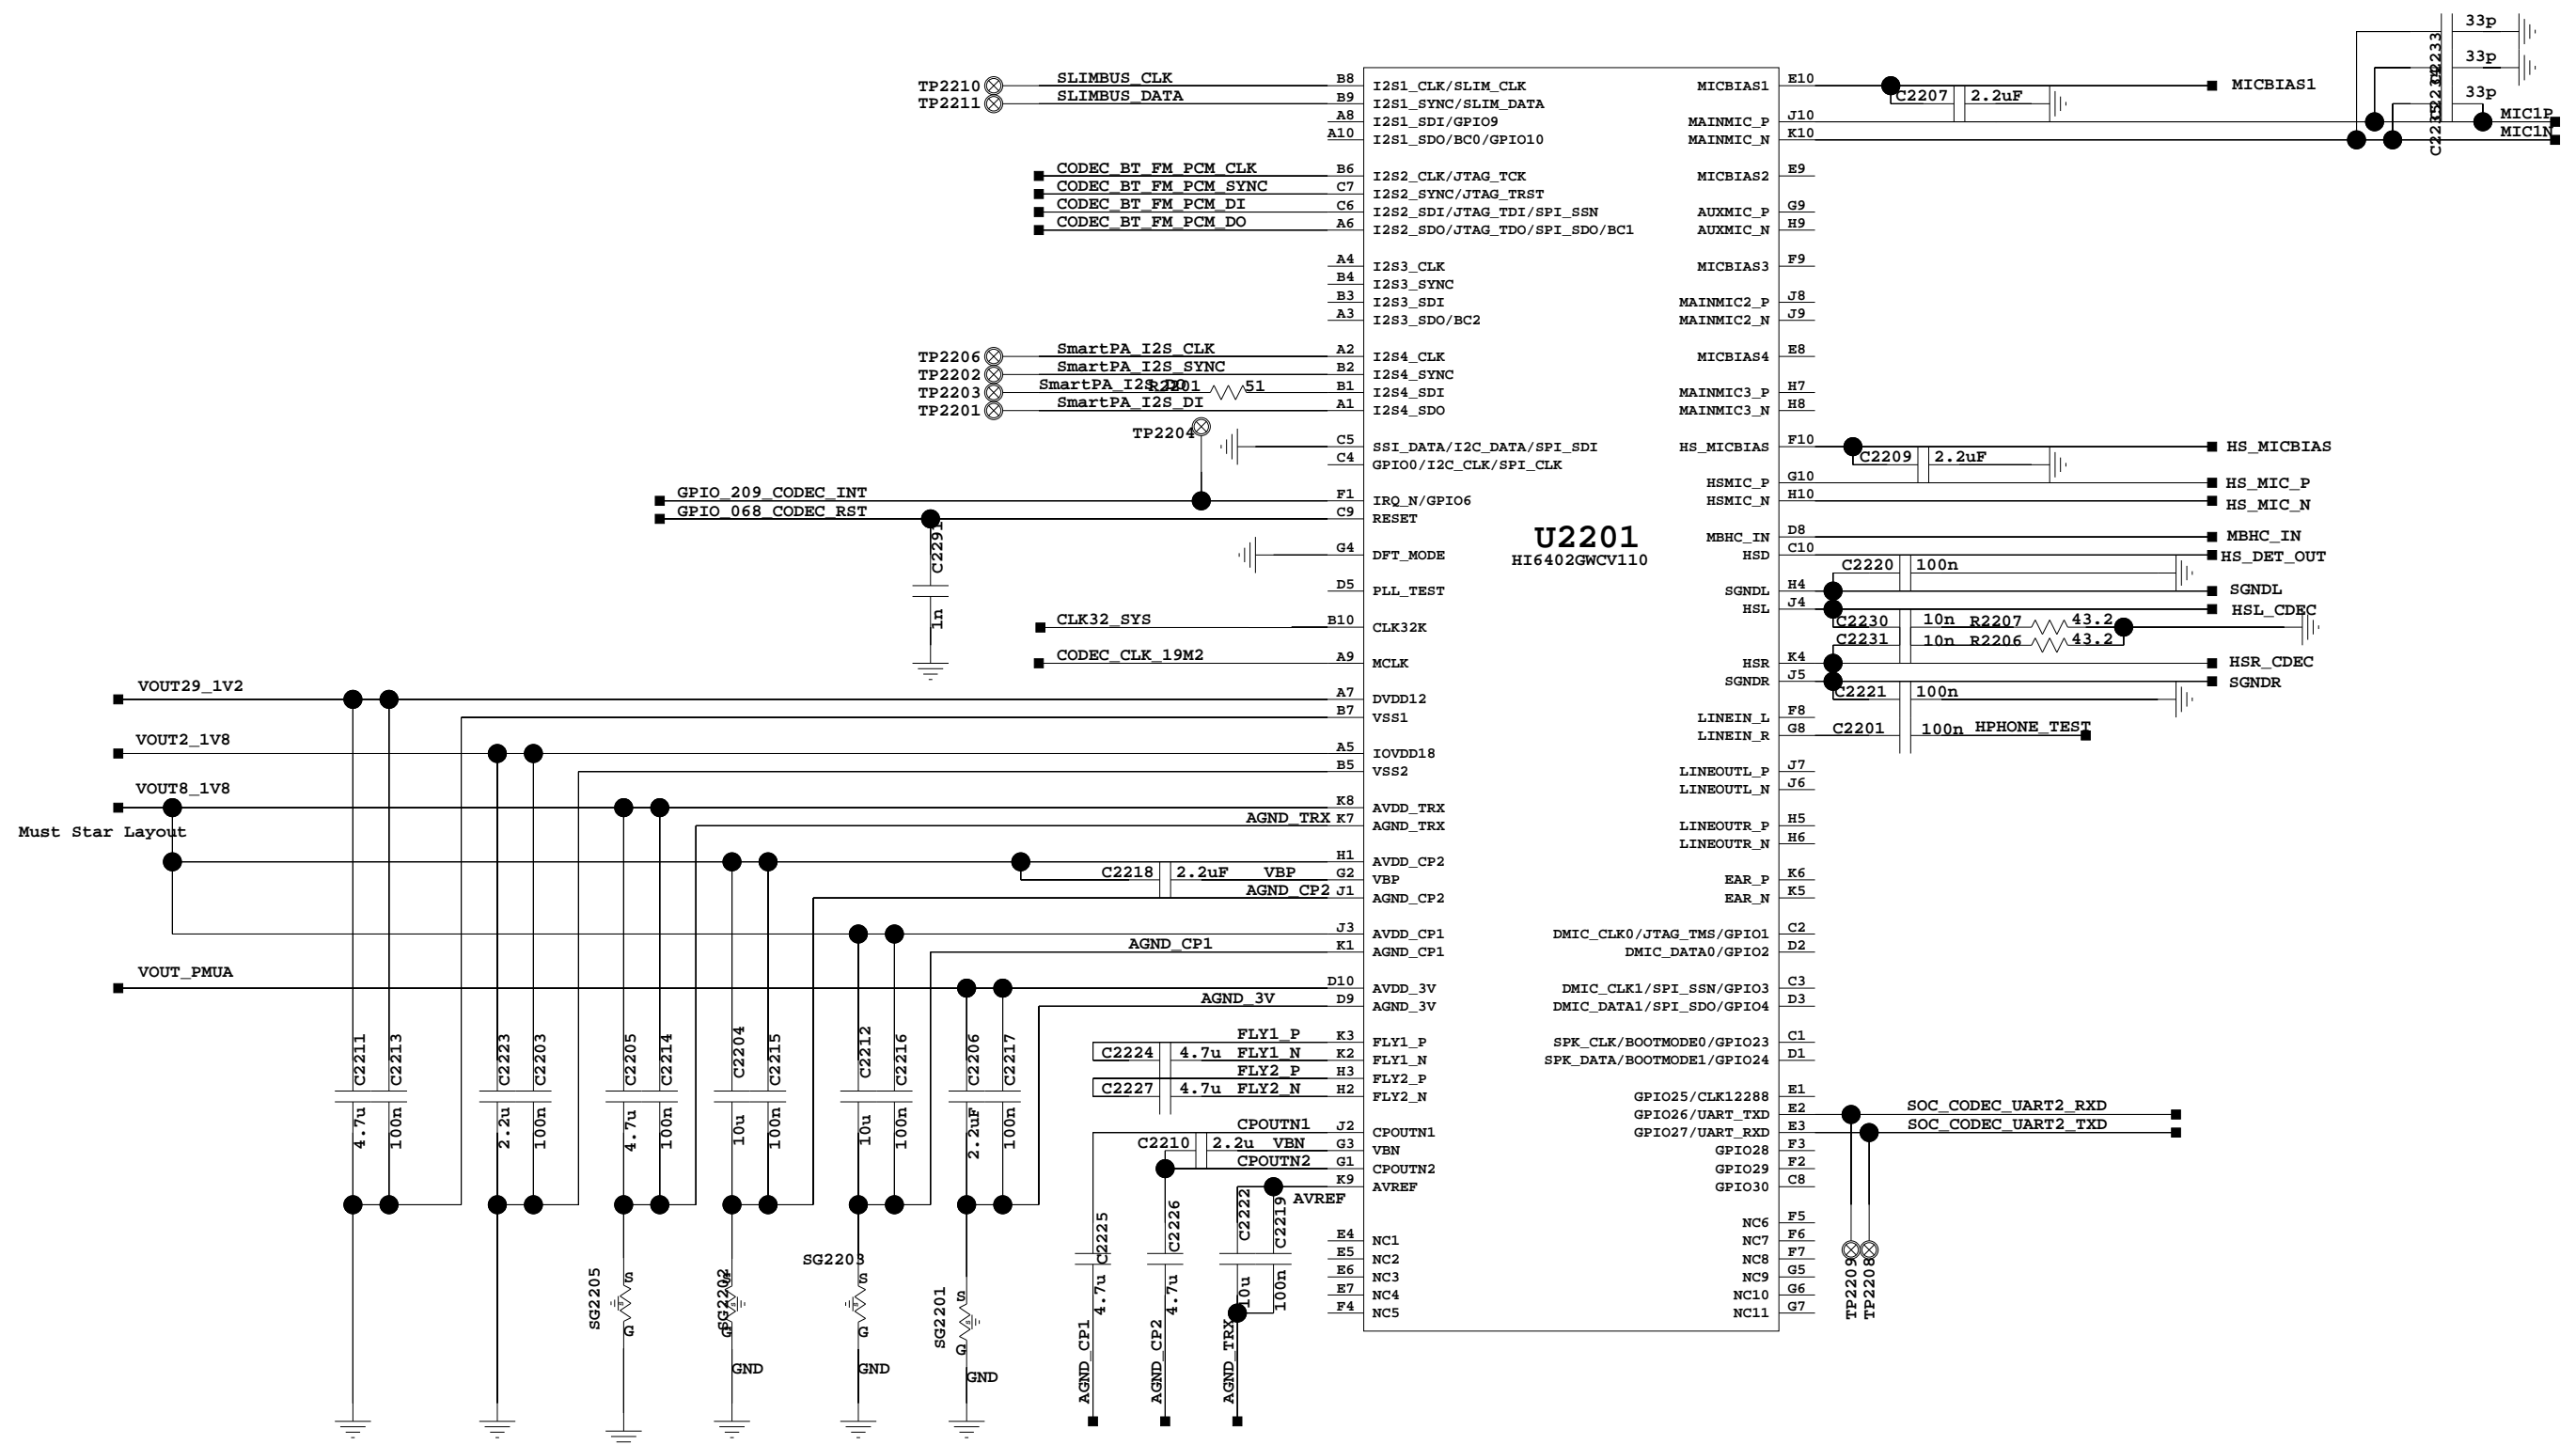 33p
33p
33p
C2233
C2234
C2235
MIC1P
MIC1N
TP2210 SLIMBUS_CLK B8 I2S1_CLK/SLIM_CLK
TP2211 SLIMBUS_DATA B9 I2S1_SYNC/SLIM_DATA
A8 I2S1_SDI/GPIO9
A10 I2S1_SDO/BC0/GPIO10
CODEC_BT_FM_PCM_CLK B6 I2S2_CLK/JTAG_TCK
CODEC_BT_FM_PCM_SYNC C7 I2S2_SYNC/JTAG_TRST
CODEC_BT_FM_PCM_DI C6 I2S2_SDI/JTAG_TDI/SPI_SSN
CODEC_BT_FM_PCM_DO A6 I2S2_SDO/JTAG_TDO/SPI_SDO/BC1
A4 I2S3_CLK
B4 I2S3_SYNC
B3 I2S3_SDI
A3 I2S3_SDO/BC2
TP2206 SmartPA_I2S_CLK A2 I2S4_CLK
TP2202 SmartPA_I2S_SYNC B2 I2S4_SYNC
TP2203 SmartPA_I2S_DO R2201 51 B1 I2S4_SDI
TP2201 SmartPA_I2S_DI A1 I2S4_SDO
TP2204
C5 SSI_DATA/I2C_DATA/SPI_SDI
C4 GPIO0/I2C_CLK/SPI_CLK
GPIO_209_CODEC_INT F1 IRQ_N/GPIO6
GPIO_068_CODEC_RST C9 RESET
C2291 1n
G4 DFT_MODE
D5 PLL_TEST
CLK32_SYS B10 CLK32K
CODEC_CLK_19M2 A9 MCLK
VOUT29_1V2 A7 DVDD12
B7 VSS1
VOUT2_1V8 A5 IOVDD18
B5 VSS2
VOUT8_1V8 K8 AVDD_TRX
Must Star Layout
AGND_TRX K7 AGND_TRX
H1 AVDD_CP2
C2218 2.2uF VBP G2 VBP
AGND_CP2 J1 AGND_CP2
J3 AVDD_CP1
AGND_CP1 K1 AGND_CP1
VOUT_PMUA D10 AVDD_3V
AGND_3V D9 AGND_3V
FLY1_P K3 FLY1_P
C2224 4.7u FLY1_N K2 FLY1_N
FLY2_P H3 FLY2_P
C2227 4.7u FLY2_N H2 FLY2_N
CPOUTN1 J2 CPOUTN1
C2210 2.2u VBN G3 VBN
CPOUTN2 G1 CPOUTN2
K9 AVREF
AVREF
E4 NC1
E5 NC2
E6 NC3
E7 NC4
F4 NC5
U2201
HI6402GWCV110
MICBIAS1 E10 C2207 2.2uF MICBIAS1
MAINMIC_P J10
MAINMIC_N K10
MICBIAS2 E9
AUXMIC_P G9
AUXMIC_N H9
MICBIAS3 F9
MAINMIC2_P J8
MAINMIC2_N J9
MICBIAS4 E8
MAINMIC3_P H7
MAINMIC3_N H8
HS_MICBIAS F10 C2209 2.2uF HS_MICBIAS
HSMIC_P G10 HS_MIC_P
HSMIC_N H10 HS_MIC_N
MBHC_IN D8 MBHC_IN
HSD C10 HS_DET_OUT
C2220 100n
SGNDL H4 SGNDL
HSL J4 HSL_CDEC
C2230 10n R2207 43.2
C2231 10n R2206 43.2
HSR K4 HSR_CDEC
SGNDR J5 SGNDR
C2221 100n
LINEIN_L F8
LINEIN_R G8 C2201 100n HPHONE_TEST
LINEOUTL_P J7
LINEOUTL_N J6
LINEOUTR_P H5
LINEOUTR_N H6
EAR_P K6
EAR_N K5
DMIC_CLK0/JTAG_TMS/GPIO1 C2
DMIC_DATA0/GPIO2 D2
DMIC_CLK1/SPI_SSN/GPIO3 C3
DMIC_DATA1/SPI_SDO/GPIO4 D3
SPK_CLK/BOOTMODE0/GPIO23 C1
SPK_DATA/BOOTMODE1/GPIO24 D1
GPIO25/CLK12288 E1
GPIO26/UART_TXD E2 SOC_CODEC_UART2_RXD
GPIO27/UART_RXD E3 SOC_CODEC_UART2_TXD
GPIO28 F3
GPIO29 F2
GPIO30 C8
NC6 F5
NC7 F6
NC8 F7
NC9 G5
NC10 G6
NC11 G7
TP2209
TP2208
C2211 4.7u
C2213 100n
C2223 2.2u
C2203 100n
C2205 4.7u
C2214 100n
C2204 10u
C2215 100n
C2212 10u
C2216 100n
C2206 2.2uF
C2217 100n
SG2205 S G
SG2202 S G GND
SG2203 S G GND
SG2201 S G GND
C2225 4.7u AGND_CP1
C2226 4.7u AGND_CP2
C2222 10u AGND_TRX
C2219 100n